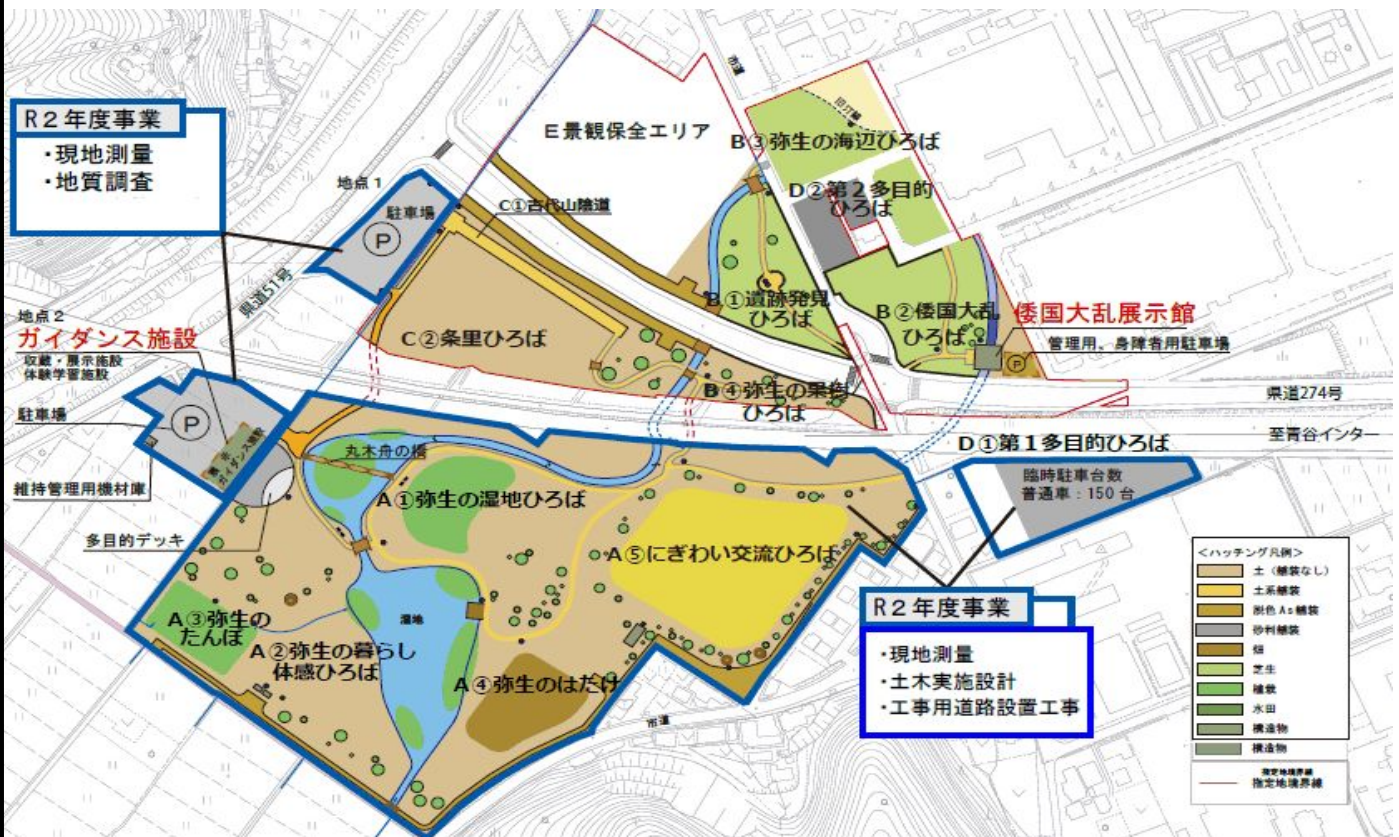 R2年度事業
・現地測量
・地質調査
地点1
駐車場
P
C①古代山陰道
E景観保全エリア
市道
旧汀線
B③弥生の海辺ひろば
D②第2多目的
ひろば
県道51号
地点2
ガイダンス施設
収蔵・展示施設
体験学習施設
駐車場
P
維持管理用機材庫
多目的デッキ
C②条里ひろば
B①遺跡発見
ひろば
B②倭国大乱
ひろば
倭国大乱展示館
管理用、身障者用駐車場
P
B④弥生の果樹
ひろば
県道274号
至青谷インター
D①第1多目的ひろば
臨時駐車台数
普通車:150台
丸木舟の橋
A①弥生の湿地ひろば
A⑤にぎわい交流ひろば
A③弥生の
たんぼ
湿地
A②弥生の暮らし
体感ひろば
A④弥生のはたけ
市道
R2年度事業
・現地測量
・土木実施設計
・工事用道路設置工事
<ハッチング凡例>
土(舗装なし)
土系舗装
脱色As舗装
砂利舗装
畑
芝生
植栽
水田
構造物
構造物
指定地境界線
指定地境界線